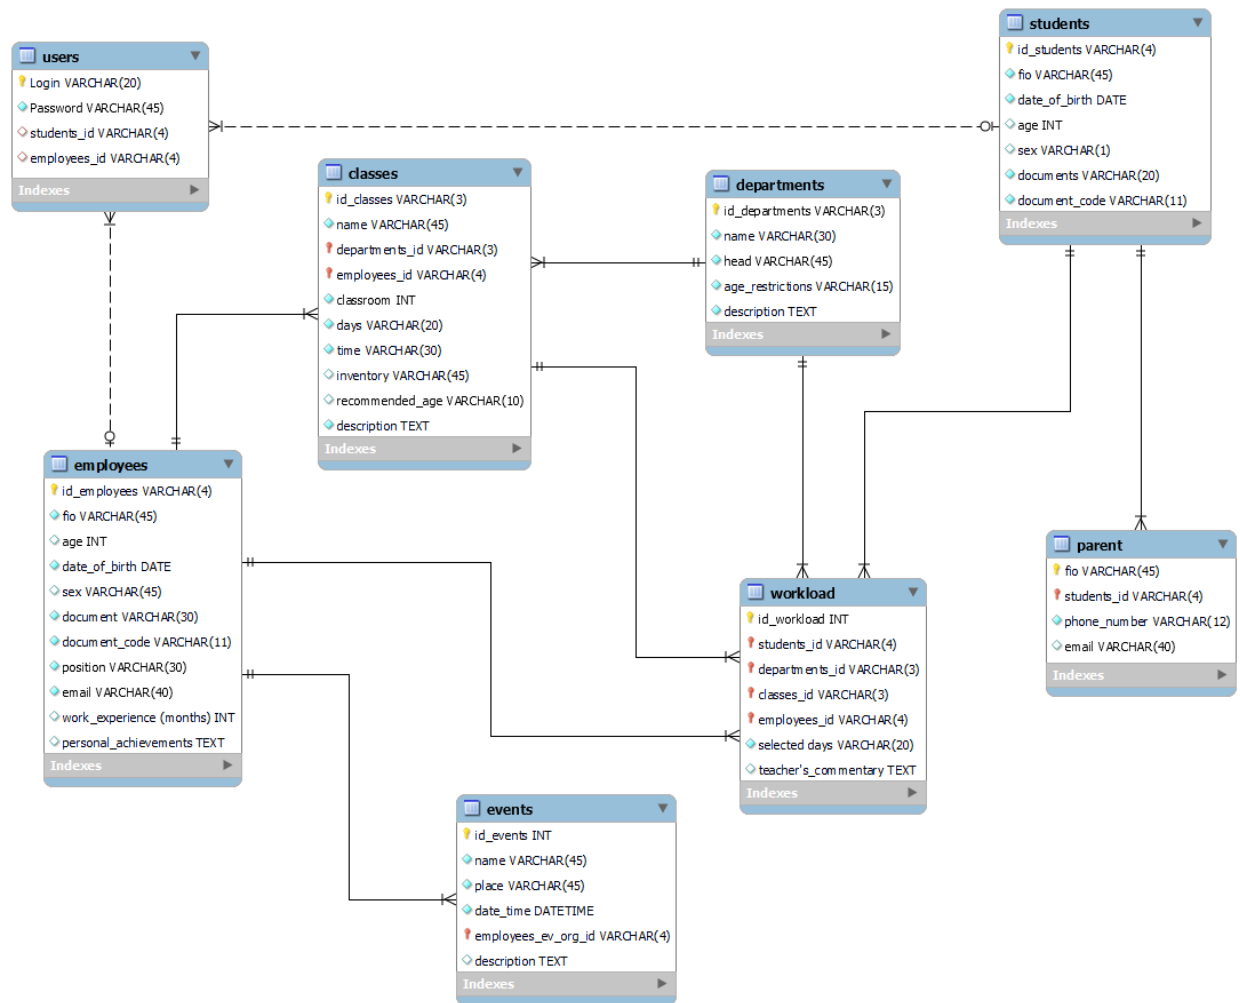 users
Login VARCHAR(20)
Password VARCHAR(45)
students_id VARCHAR(4)
employees_id VARCHAR(4)
Indexes
students
id_students VARCHAR(4)
fio VARCHAR(45)
date_of_birth DATE
age INT
sex VARCHAR(1)
documents VARCHAR(20)
document_code VARCHAR(11)
Indexes
classes
id_classes VARCHAR(3)
name VARCHAR(45)
departments_id VARCHAR(3)
employees_id VARCHAR(4)
classroom INT
days VARCHAR(20)
time VARCHAR(30)
inventory VARCHAR(45)
recommended_age VARCHAR(10)
description TEXT
Indexes
departments
id_departments VARCHAR(3)
name VARCHAR(30)
head VARCHAR(45)
age_restrictions VARCHAR(15)
description TEXT
Indexes
employees
id_employees VARCHAR(4)
fio VARCHAR(45)
age INT
date_of_birth DATE
sex VARCHAR(45)
document VARCHAR(30)
document_code VARCHAR(11)
position VARCHAR(30)
email VARCHAR(40)
work_experience (months) INT
personal_achievements TEXT
Indexes
parent
fio VARCHAR(45)
students_id VARCHAR(4)
phone_number VARCHAR(12)
email VARCHAR(40)
Indexes
workload
id_workload INT
students_id VARCHAR(4)
departments_id VARCHAR(3)
classes_id VARCHAR(3)
employees_id VARCHAR(4)
selected days VARCHAR(20)
teacher's_commentary TEXT
Indexes
events
id_events INT
name VARCHAR(45)
place VARCHAR(45)
date_time DATETIME
employees_ev_org_id VARCHAR(4)
description TEXT
Indexes